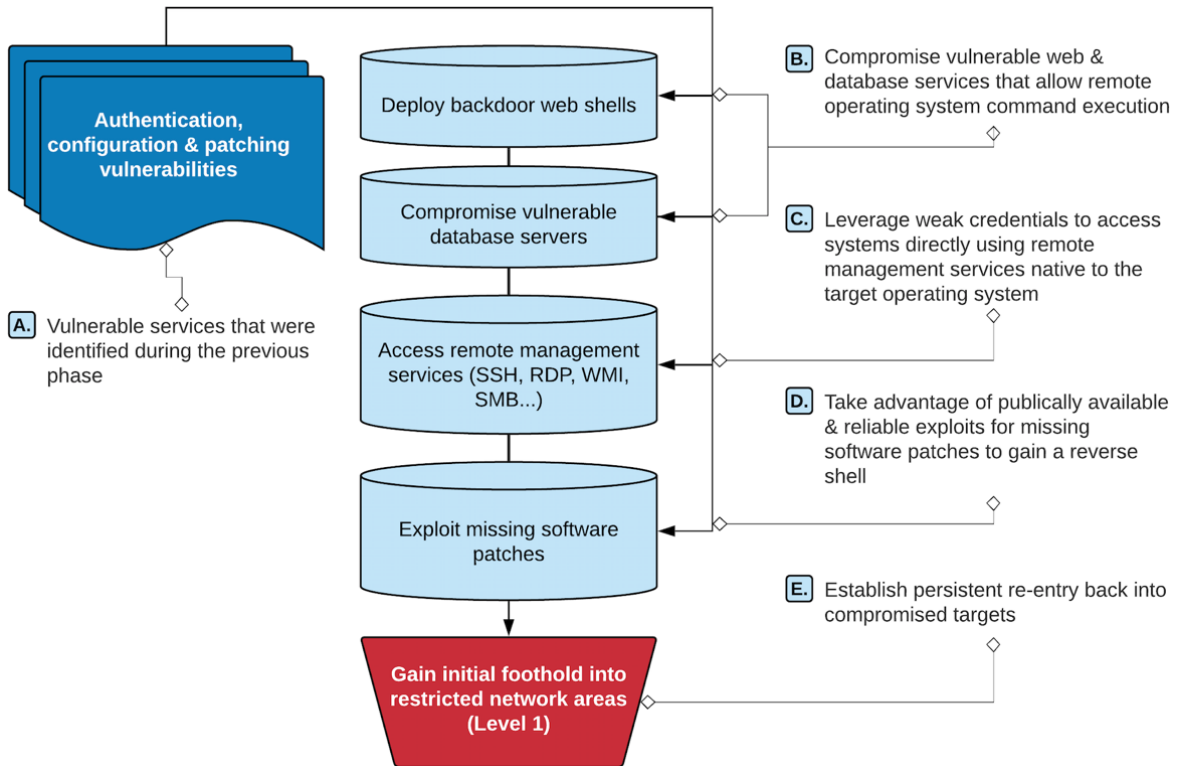 Authentication,
configuration & patching
vulnerabilities
A. Vulnerable services that were
identified during the previous
phase
Deploy backdoor web shells
Compromise vulnerable
database servers
Access remote management
services (SSH, RDP, WMI,
SMB...)
Exploit missing software
patches
Gain initial foothold into
restricted network areas
(Level 1)
B. Compromise vulnerable web &
database services that allow remote
operating system command execution
C. Leverage weak credentials to access
systems directly using remote
management services native to the
target operating system
D. Take advantage of publically available
& reliable exploits for missing
software patches to gain a reverse
shell
E. Establish persistent re-entry back into
compromised targets